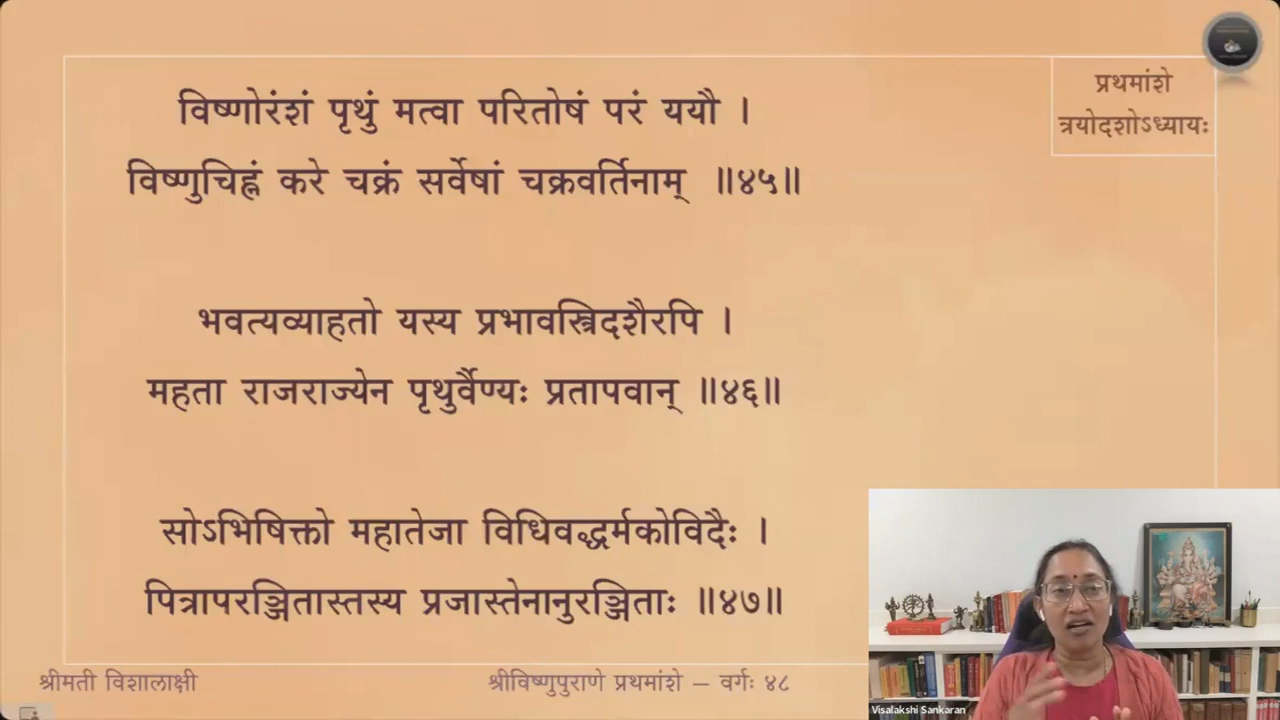 प्रथमांशे
त्रयोदशोऽध्यायः
विष्णोरंशं पृथुं मत्वा परितोषं परं ययौ ।
विष्णुचिह्नं करे चक्रं सर्वेषां चक्रवर्तिनाम् ॥४५॥
भवत्यव्याहतो यस्य प्रभावस्त्रिदशैरपि ।
महता राजराज्येन पृथुर्वैण्यः प्रतापवान् ॥४६॥
सोऽभिषिक्तो महातेजा विधिवद्धर्मकोविदैः ।
पित्रापरञ्जितास्तस्य प्रजास्तेनानुरञ्जिताः ॥४७॥
श्रीमती विशालाक्षी
श्रीविष्णुपुराणे प्रथमांशे – वर्गः ४८
Visalakshi Sankaran